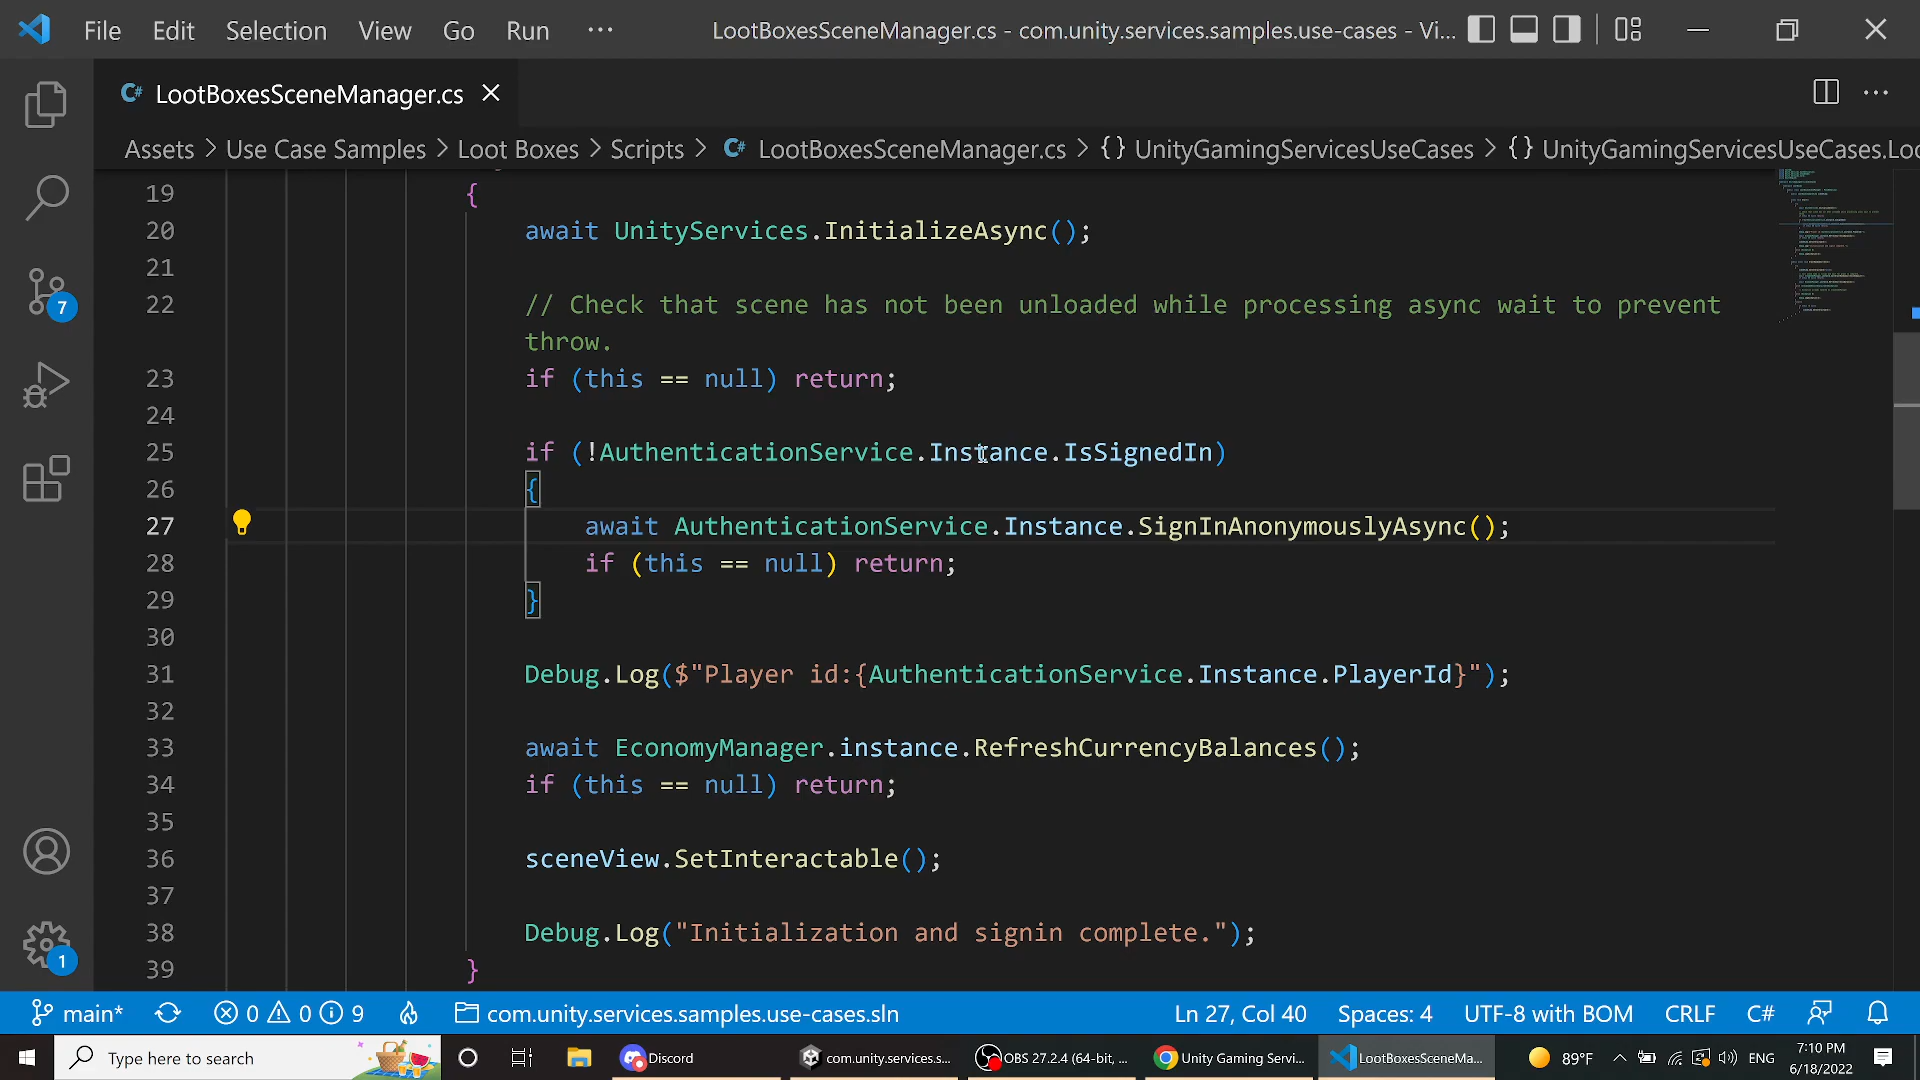 File Edit Selection View Go Run ··· LootBoxesSceneManager.cs - com.unity.services.samples.use-cases - Vi...
C# LootBoxesSceneManager.cs
Assets > Use Case Samples > Loot Boxes > Scripts > C# LootBoxesSceneManager.cs > {} UnityGamingServicesUseCases > {} UnityGamingServicesUseCases.Lo
19 {
20 await UnityServices.InitializeAsync();
21
22 // Check that scene has not been unloaded while processing async wait to prevent
throw.
23 if (this == null) return;
24
25 if (!AuthenticationService.Instance.IsSignedIn)
26 {
27 await AuthenticationService.Instance.SignInAnonymouslyAsync();
28 if (this == null) return;
29 }
30
31 Debug.Log($"Player id:{AuthenticationService.Instance.PlayerId}");
32
33 await EconomyManager.instance.RefreshCurrencyBalances();
34 if (this == null) return;
35
36 sceneView.SetInteractable();
37
38 Debug.Log("Initialization and signin complete.");
39 }
7
1
main* 0 0 9 com.unity.services.samples.use-cases.sln Ln 27, Col 40 Spaces: 4 UTF-8 with BOM CRLF C#
Type here to search Discord com.unity.services.s... OBS 27.2.4 (64-bit, ... Unity Gaming Servi... LootBoxesSceneMa... 89°F ENG 7:10 PM
6/18/2022